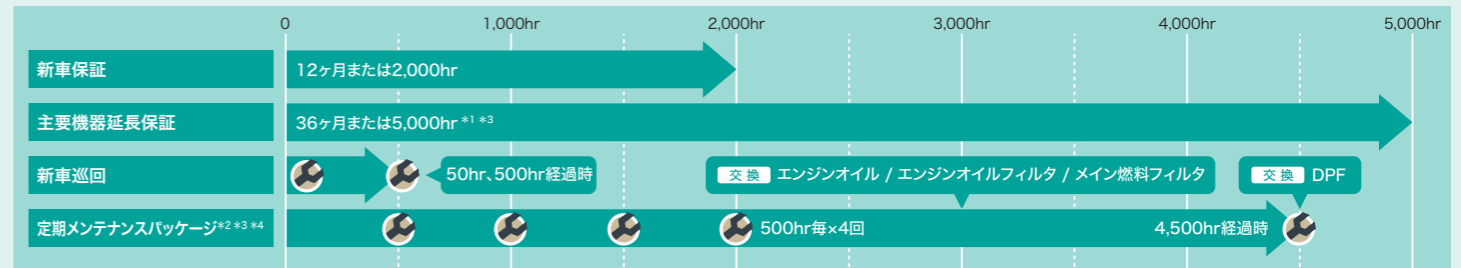 0 1,000hr 2,000hr 3,000hr 4,000hr 5,000hr
新車保証 12ヶ月または2,000hr
主要機器延長保証 36ヶ月または5,000hr *1 *3
新車巡回 50hr、500hr経過時 交換 エンジンオイル / エンジンオイルフィルタ / メイン燃料フィルタ 交換 DPF
定期メンテナンスパッケージ*2 *3 *4 500hr毎×4回 4,500hr経過時